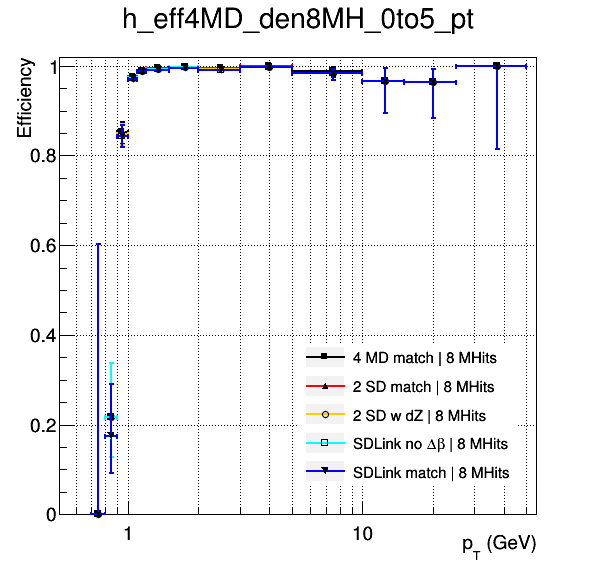 h_eff4MD_den8MH_0to5_pt
Efficiency
1
0.8
0.6
0.4
0.2
0
4 MD match | 8 MHits
2 SD match | 8 MHits
2 SD w dZ | 8 MHits
SDLink no Δβ | 8 MHits
SDLink match | 8 MHits
1
10
pT (GeV)